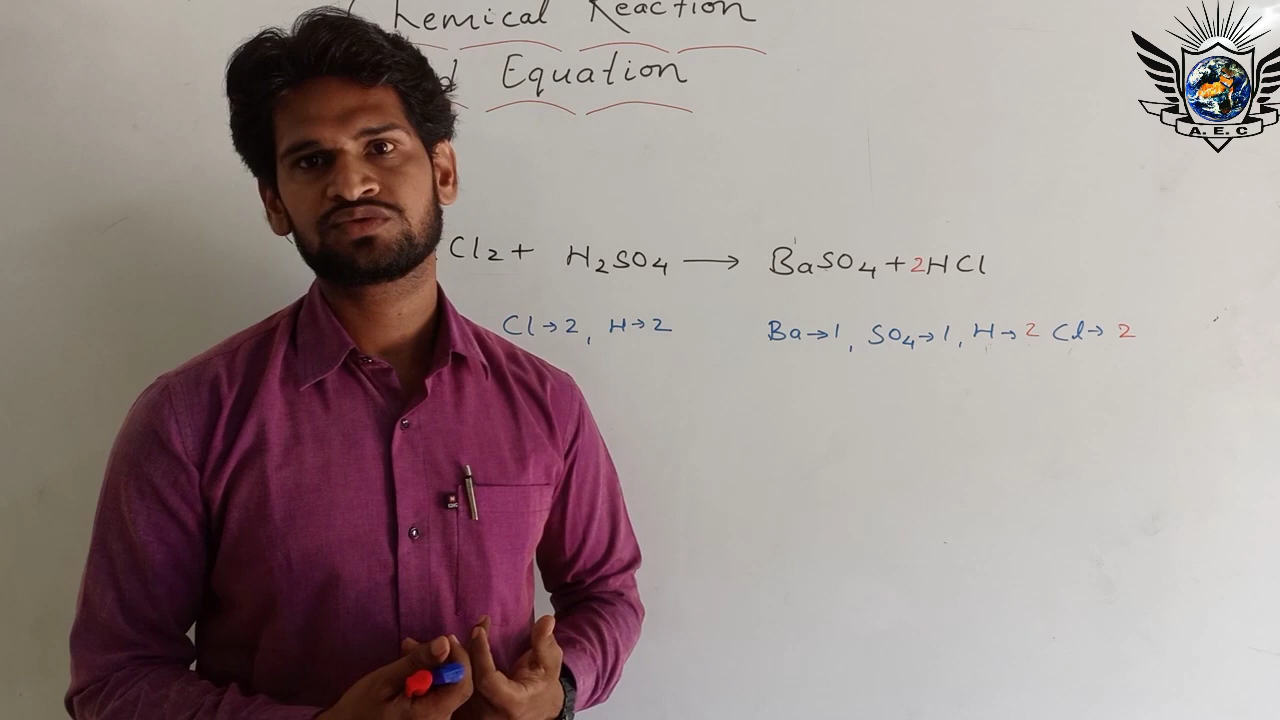 Chemical Reaction
Equation
A. E. C
Cl₂ + H₂SO₄ → BaSO₄ + 2HCl
Cl→2, H→2 Ba→1, SO₄→1, H→2 Cl→2